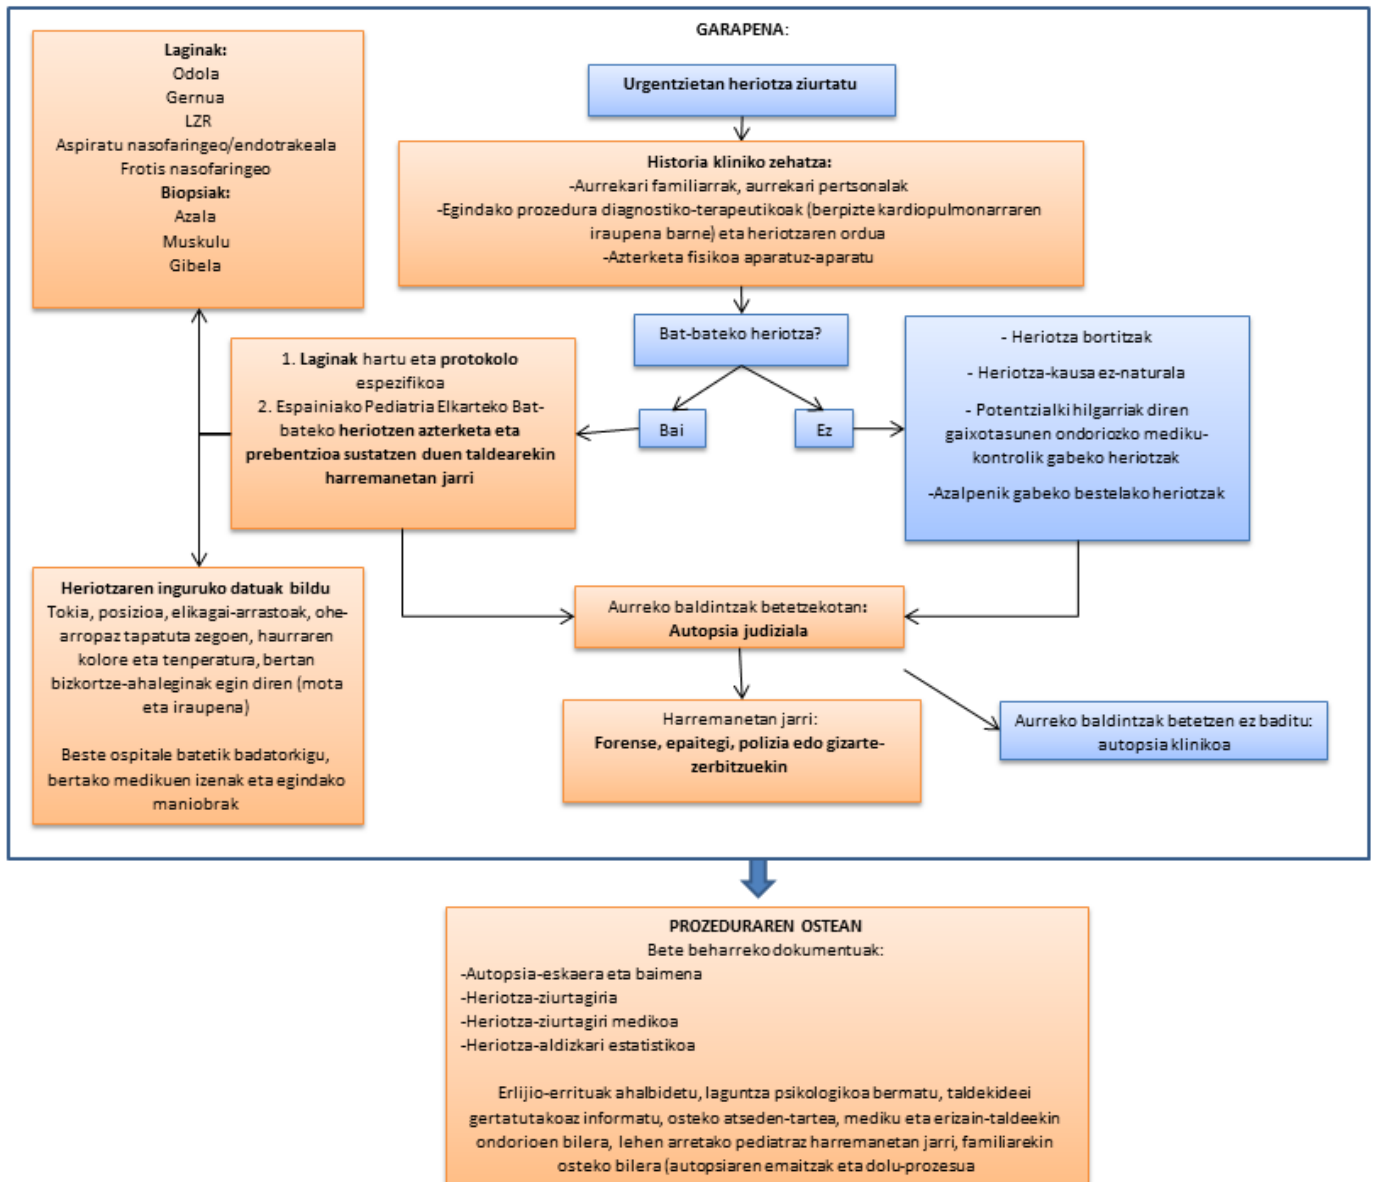 GARAPENA:
Laginak:
Odola
Gernua
LZR
Aspiratu nasofaringeo/endotrakeala
Frotis nasofaringeo
Biopsiak:
Azala
Muskulu
Gibela
Urgentzietan heriotza ziurtatu
Historia kliniko zehatza:
-Aurrekari familiarrak, aurrekari pertsonalak
-Egindako prozedura diagnostiko-terapeutikoak (berpizte kardiopulmonarraren
iraupena barne) eta heriotzaren ordua
-Azterketa fisikoa aparatuz-aparatu
Bat-bateko heriotza?
Bai
Ez
1. Laginak hartu eta protokolo
espezifikoa
2. Espainiako Pediatria Elkarteko Bat-
bateko heriotzen azterketa eta
prebentzioa sustatzen duen taldearekin
harremanetan jarri
- Heriotza bortitzak
- Heriotza-kausa ez-naturala
- Potentzialki hilgarriak diren
gaixotasunen ondoriozko mediku-
kontrolik gabeko heriotzak
-Azalpenik gabeko bestelako heriotzak
Heriotzaren inguruko datuak bildu
Tokia, posizioa, elikagai-arrastoak, ohe-
arropaz tapatuta zegoen, haurraren
kolore eta tenperatura, bertan
bizkortze-ahaleginak egin diren (mota
eta iraupena)
Beste ospitale batetik badatorkigu,
bertako medikuen izenak eta egindako
maniobrak
Aurreko baldintzak betetzekotan:
Autopsia judiziala
Harremanetan jarri:
Forense, epaitegi, polizia edo gizarte-
zerbitzuekin
Aurreko baldintzak betetzen ez baditu:
autopsia klinikoa
PROZEDURAREN OSTEAN
Bete beharreko dokumentuak:
-Autopsia-eskaera eta baimena
-Heriotza-ziurtagiria
-Heriotza-ziurtagiri medikoa
-Heriotza-aldizkari estatistikoa
Erlijio-errituak ahalbidetu, laguntza psikologikoa bermatu, taldekideei
gertatutakoaz informatu, osteko atseden-tartea, mediku eta erizain-taldeekin
ondorioen bilera, lehen arretako pediatraz harremanetan jarri, familiarekin
osteko bilera (autopsiaren emaitzak eta dolu-prozesua